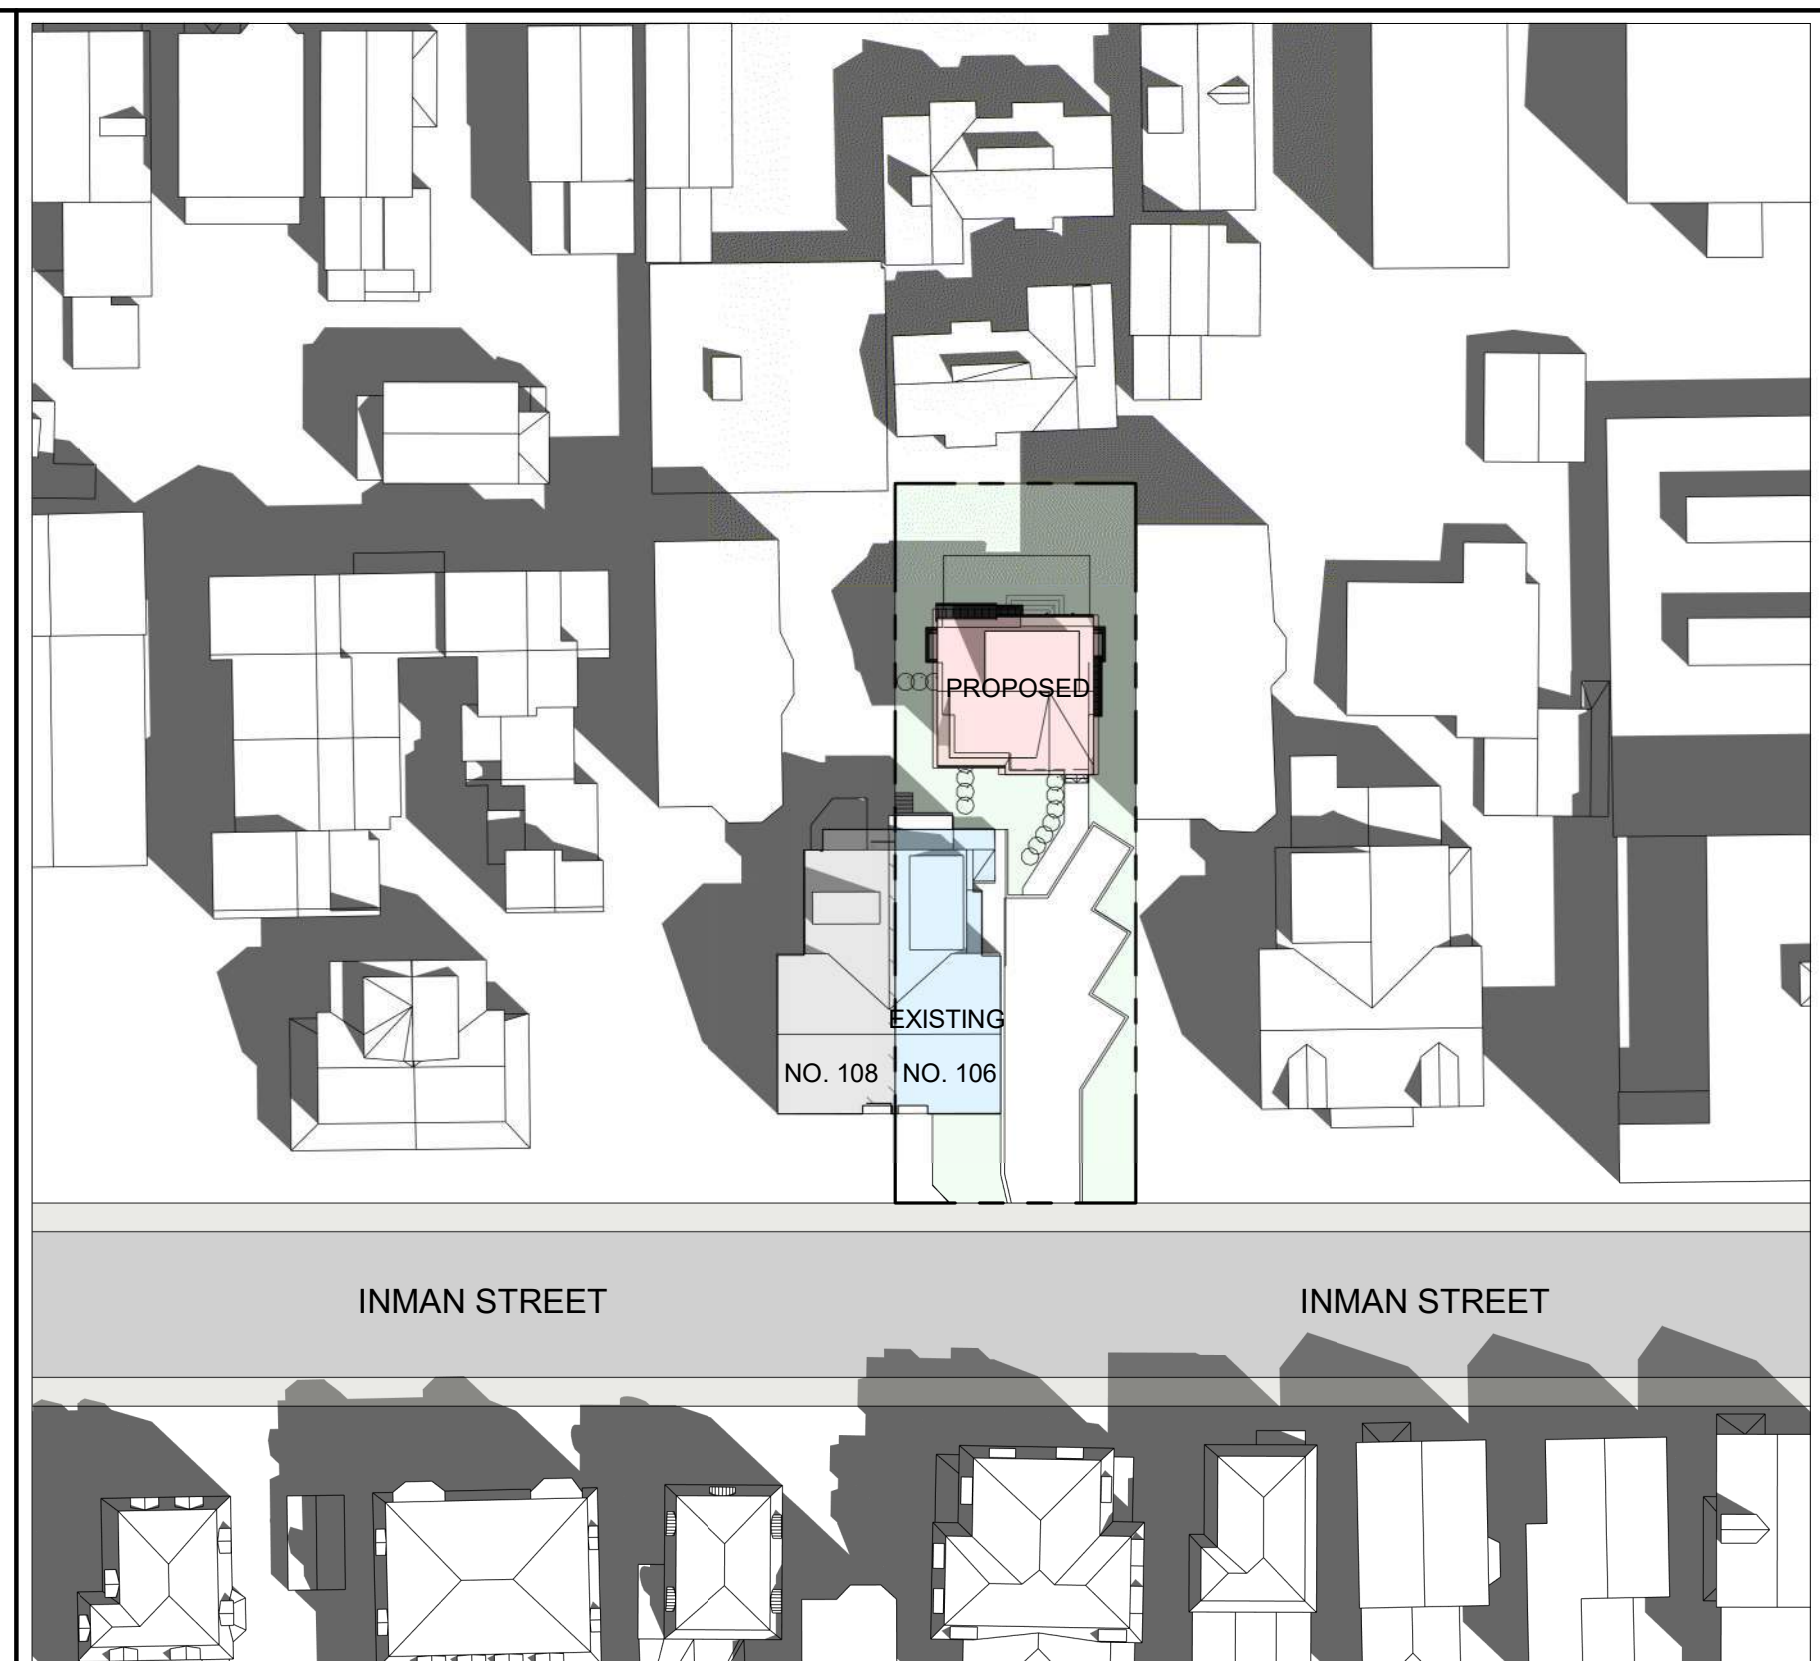 PROPOSED
EXISTING
NO. 108
NO. 106
INMAN STREET
INMAN STREET